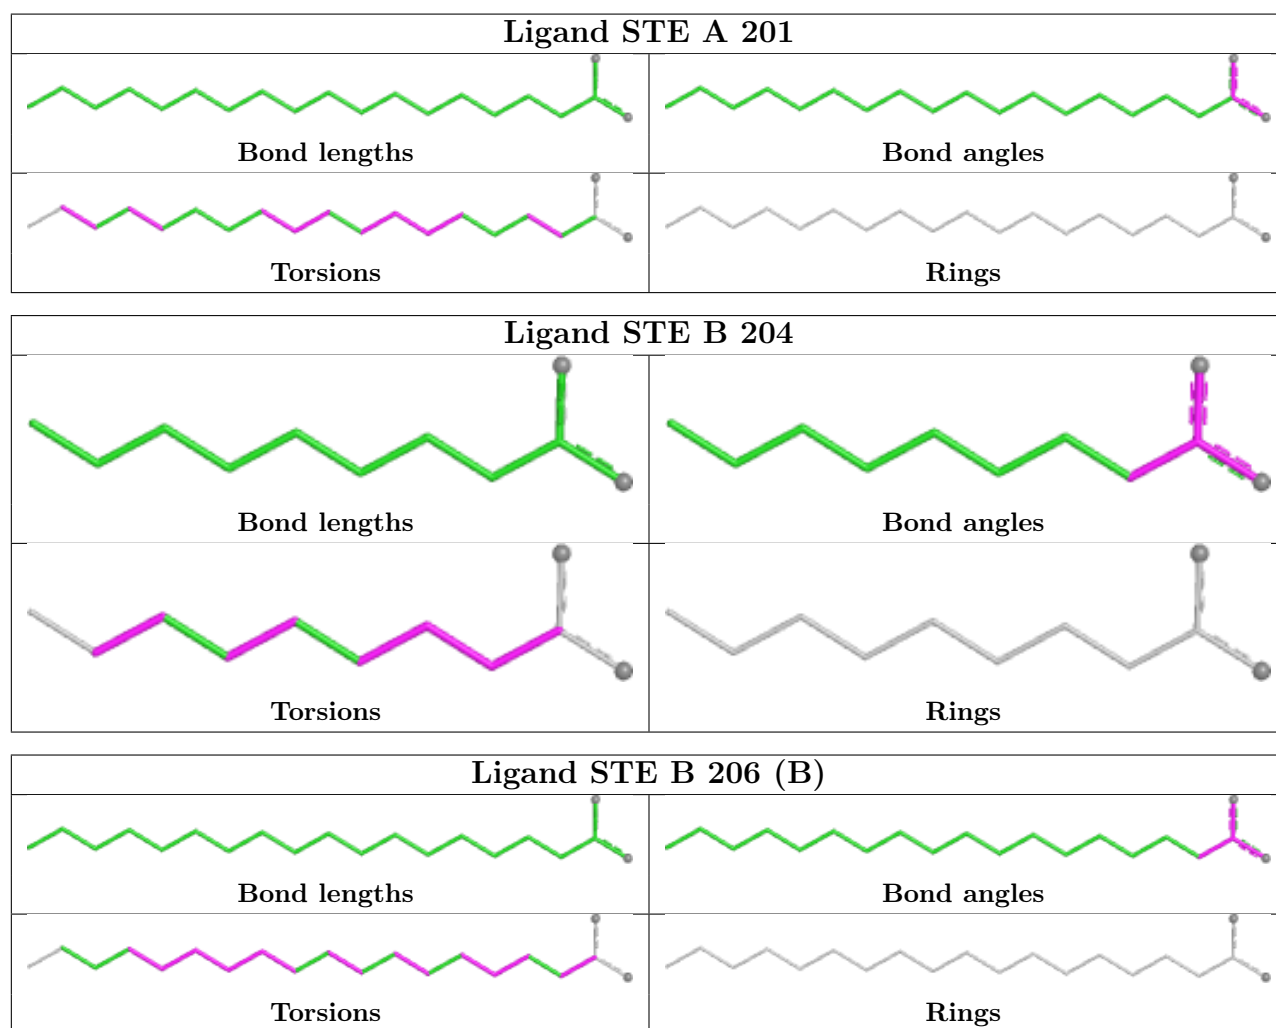 Ligand STE A 201
Bond lengths
Bond angles
Torsions
Rings
Ligand STE B 204
Bond lengths
Bond angles
Torsions
Rings
Ligand STE B 206 (B)
Bond lengths
Bond angles
Torsions
Rings